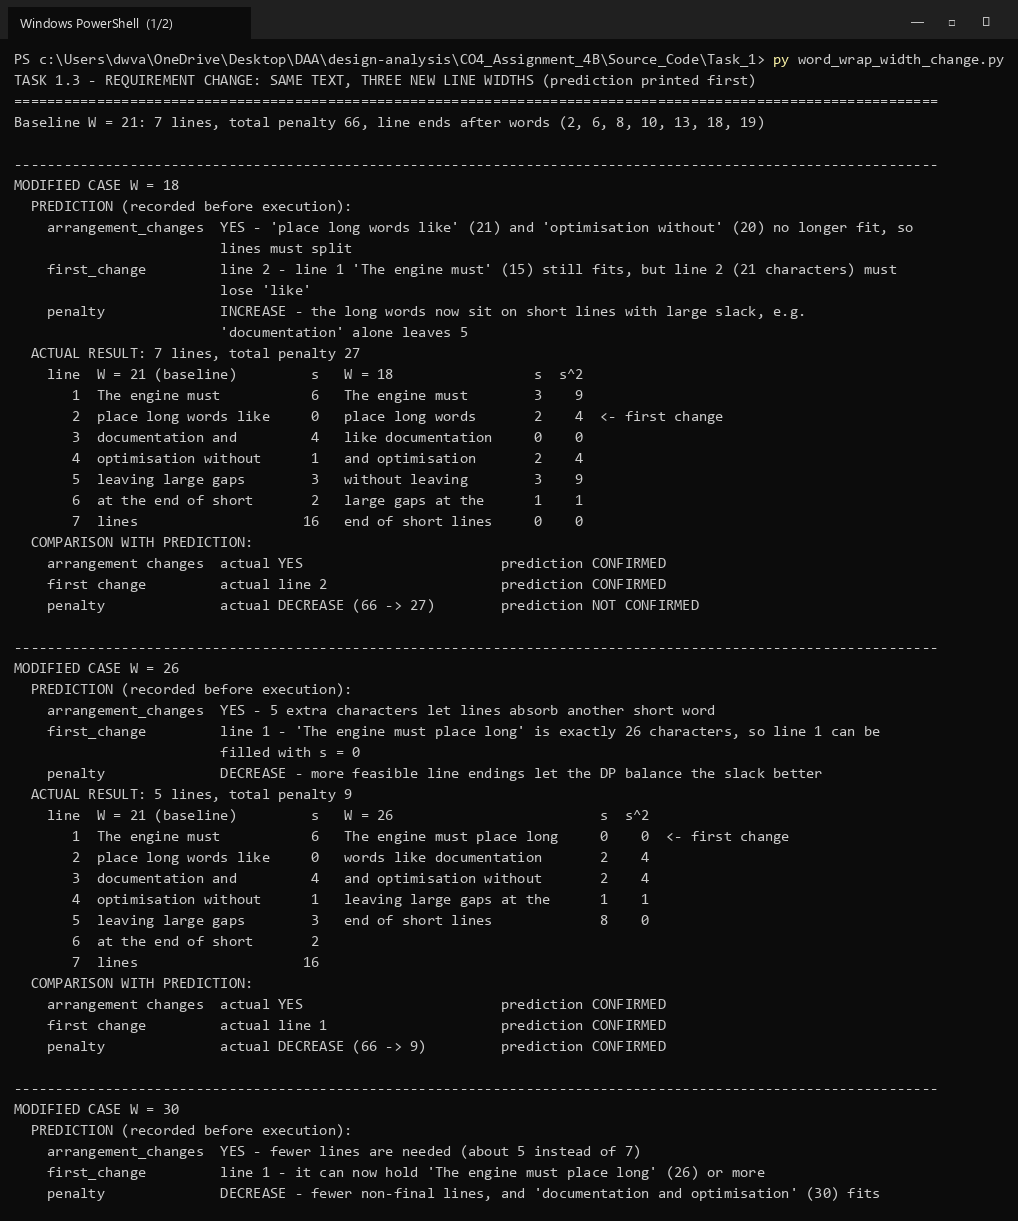 Windows PowerShell (1/2)
PS c:\Users\dwva\OneDrive\Desktop\DAA\design-analysis\CO4_Assignment_4B\Source_Code\Task_1> py word_wrap_width_change.py
TASK 1.3 - REQUIREMENT CHANGE: SAME TEXT, THREE NEW LINE WIDTHS (prediction printed first)
================================================================================================================
Baseline W = 21: 7 lines, total penalty 66, line ends after words (2, 6, 8, 10, 13, 18, 19)
----------------------------------------------------------------------------------------------------------------
MODIFIED CASE W = 18
  PREDICTION (recorded before execution):
    arrangement_changes  YES - 'place long words like' (21) and 'optimisation without' (20) no longer fit, so
                         lines must split
    first_change         line 2 - line 1 'The engine must' (15) still fits, but line 2 (21 characters) must
                         lose 'like'
    penalty              INCREASE - the long words now sit on short lines with large slack, e.g.
                         'documentation' alone leaves 5
  ACTUAL RESULT: 7 lines, total penalty 27
    line  W = 21 (baseline)         s   W = 18                 s  s^2
       1  The engine must           6   The engine must        3    9
       2  place long words like     0   place long words       2    4  <- first change
       3  documentation and         4   like documentation     0    0
       4  optimisation without      1   and optimisation       2    4
       5  leaving large gaps        3   without leaving        3    9
       6  at the end of short       2   large gaps at the      1    1
       7  lines                    16   end of short lines     0    0
  COMPARISON WITH PREDICTION:
    arrangement changes  actual YES                        prediction CONFIRMED
    first change         actual line 2                     prediction CONFIRMED
    penalty              actual DECREASE (66 -> 27)        prediction NOT CONFIRMED
----------------------------------------------------------------------------------------------------------------
MODIFIED CASE W = 26
  PREDICTION (recorded before execution):
    arrangement_changes  YES - 5 extra characters let lines absorb another short word
    first_change         line 1 - 'The engine must place long' is exactly 26 characters, so line 1 can be
                         filled with s = 0
    penalty              DECREASE - more feasible line endings let the DP balance the slack better
  ACTUAL RESULT: 5 lines, total penalty 9
    line  W = 21 (baseline)         s   W = 26                         s  s^2
       1  The engine must           6   The engine must place long     0    0  <- first change
       2  place long words like     0   words like documentation       2    4
       3  documentation and         4   and optimisation without       2    4
       4  optimisation without      1   leaving large gaps at the      1    1
       5  leaving large gaps        3   end of short lines             8    0
       6  at the end of short       2
       7  lines                    16
  COMPARISON WITH PREDICTION:
    arrangement changes  actual YES                        prediction CONFIRMED
    first change         actual line 1                     prediction CONFIRMED
    penalty              actual DECREASE (66 -> 9)         prediction CONFIRMED
----------------------------------------------------------------------------------------------------------------
MODIFIED CASE W = 30
  PREDICTION (recorded before execution):
    arrangement_changes  YES - fewer lines are needed (about 5 instead of 7)
    first_change         line 1 - it can now hold 'The engine must place long' (26) or more
    penalty              DECREASE - fewer non-final lines, and 'documentation and optimisation' (30) fits